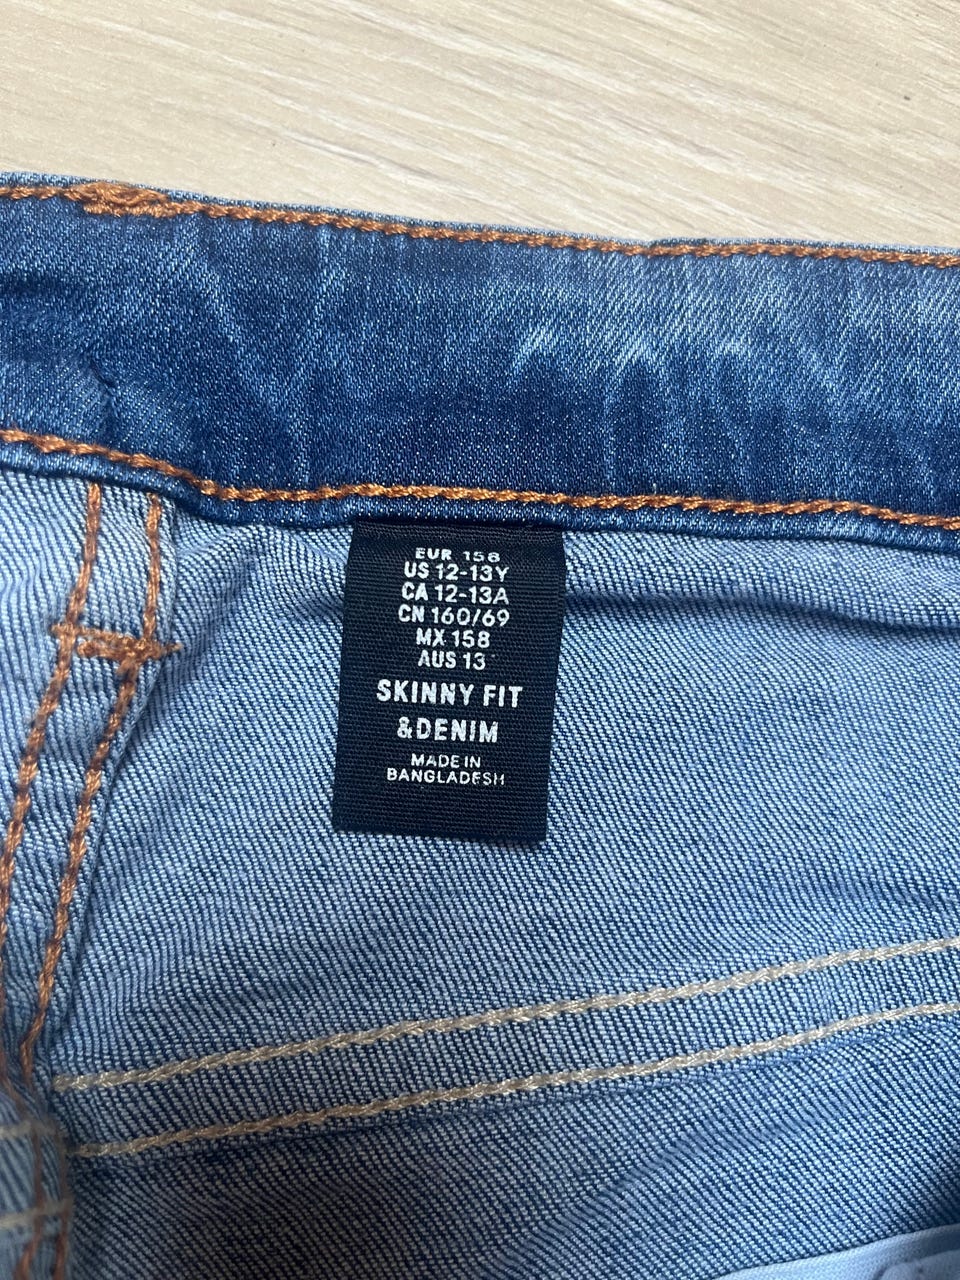 EUR 158
US 12-13Y
CA 12-13A
CN 160/69
MX 158
AUS 13
SKINNY FIT
&DENIM
MADE IN
BANGLADESH